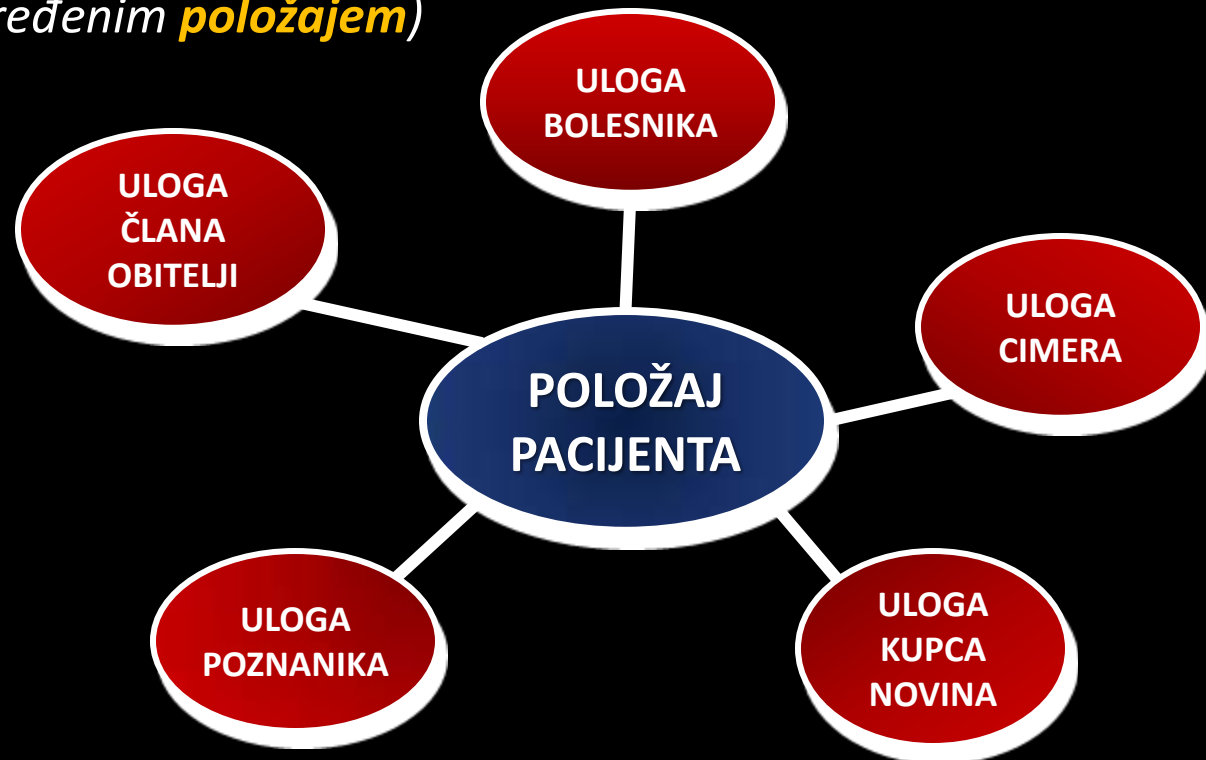 ređenim položajem)
ULOGA
BOLESNIKA
ULOGA
ČLANA
OBITELJI
ULOGA
CIMERA
POLOŽAJ
PACIJENTA
ULOGA
POZNANIKA
ULOGA
KUPCA
NOVINA